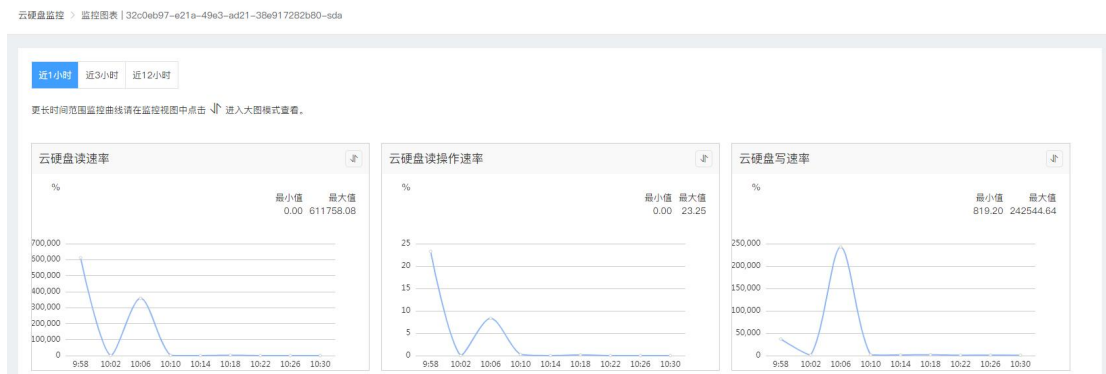 云硬盘监控 > 监控图表 | 32c0eb97-e21a-49e3-ad21-38e917282b80-sda
近1小时 近3小时 近12小时
更长时间范围监控曲线请在监控视图中点击 进入大图模式查看。
云硬盘读速率
%
最小值 最大值
0.00 611758.08
700,000
600,000
500,000
400,000
300,000
200,000
100,000
0
9:58 10:02 10:06 10:10 10:14 10:18 10:22 10:26 10:30
云硬盘读操作速率
%
最小值 最大值
0.00 23.25
25
20
15
10
5
0
9:58 10:02 10:06 10:10 10:14 10:18 10:22 10:26 10:30
云硬盘写速率
%
最小值 最大值
819.20 242544.64
250,000
200,000
150,000
100,000
50,000
0
9:58 10:02 10:06 10:10 10:14 10:18 10:22 10:26 10:30